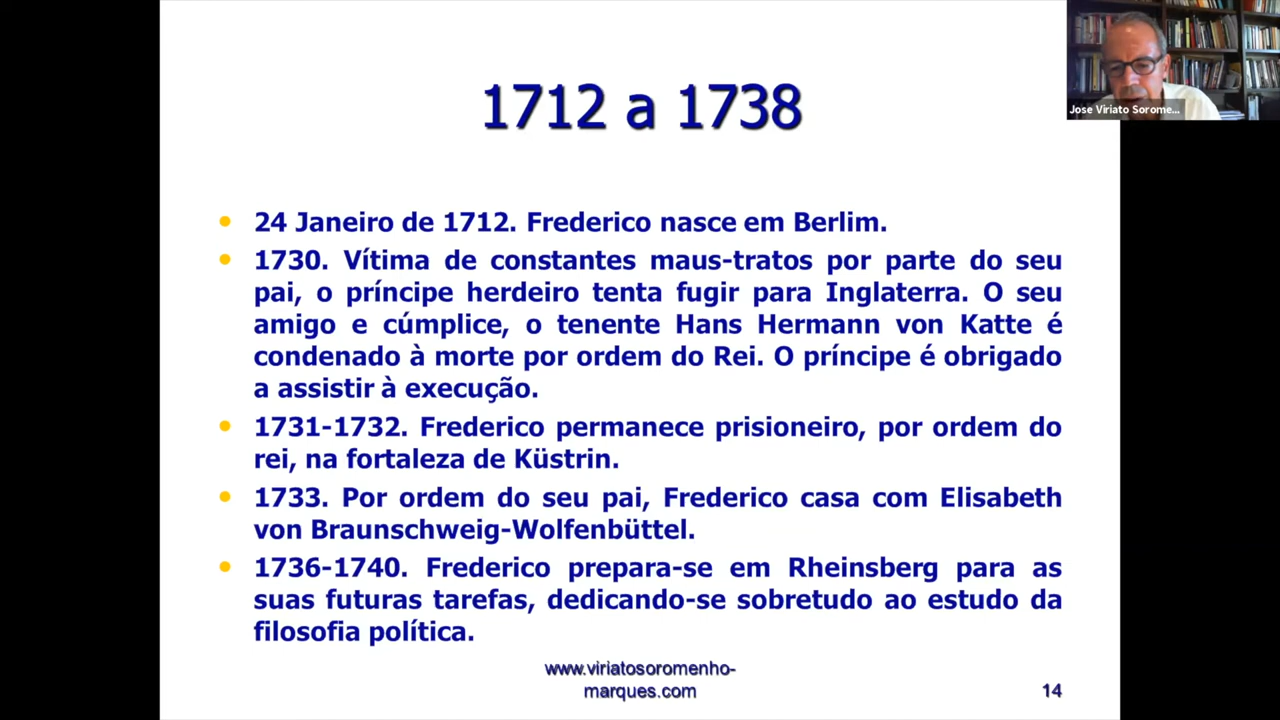 1712 a 1738
Jose Viriato Sorome...
24 Janeiro de 1712. Frederico nasce em Berlim.
1730. Vítima de constantes maus-tratos por parte do seu
pai, o príncipe herdeiro tenta fugir para Inglaterra. O seu
amigo e cúmplice, o tenente Hans Hermann von Katte é
condenado à morte por ordem do Rei. O príncipe é obrigado
a assistir à execução.
1731-1732. Frederico permanece prisioneiro, por ordem do
rei, na fortaleza de Küstrin.
1733. Por ordem do seu pai, Frederico casa com Elisabeth
von Braunschweig-Wolfenbüttel.
1736-1740. Frederico prepara-se em Rheinsberg para as
suas futuras tarefas, dedicando-se sobretudo ao estudo da
filosofia política.
www.viriatosoromenho-
marques.com
14